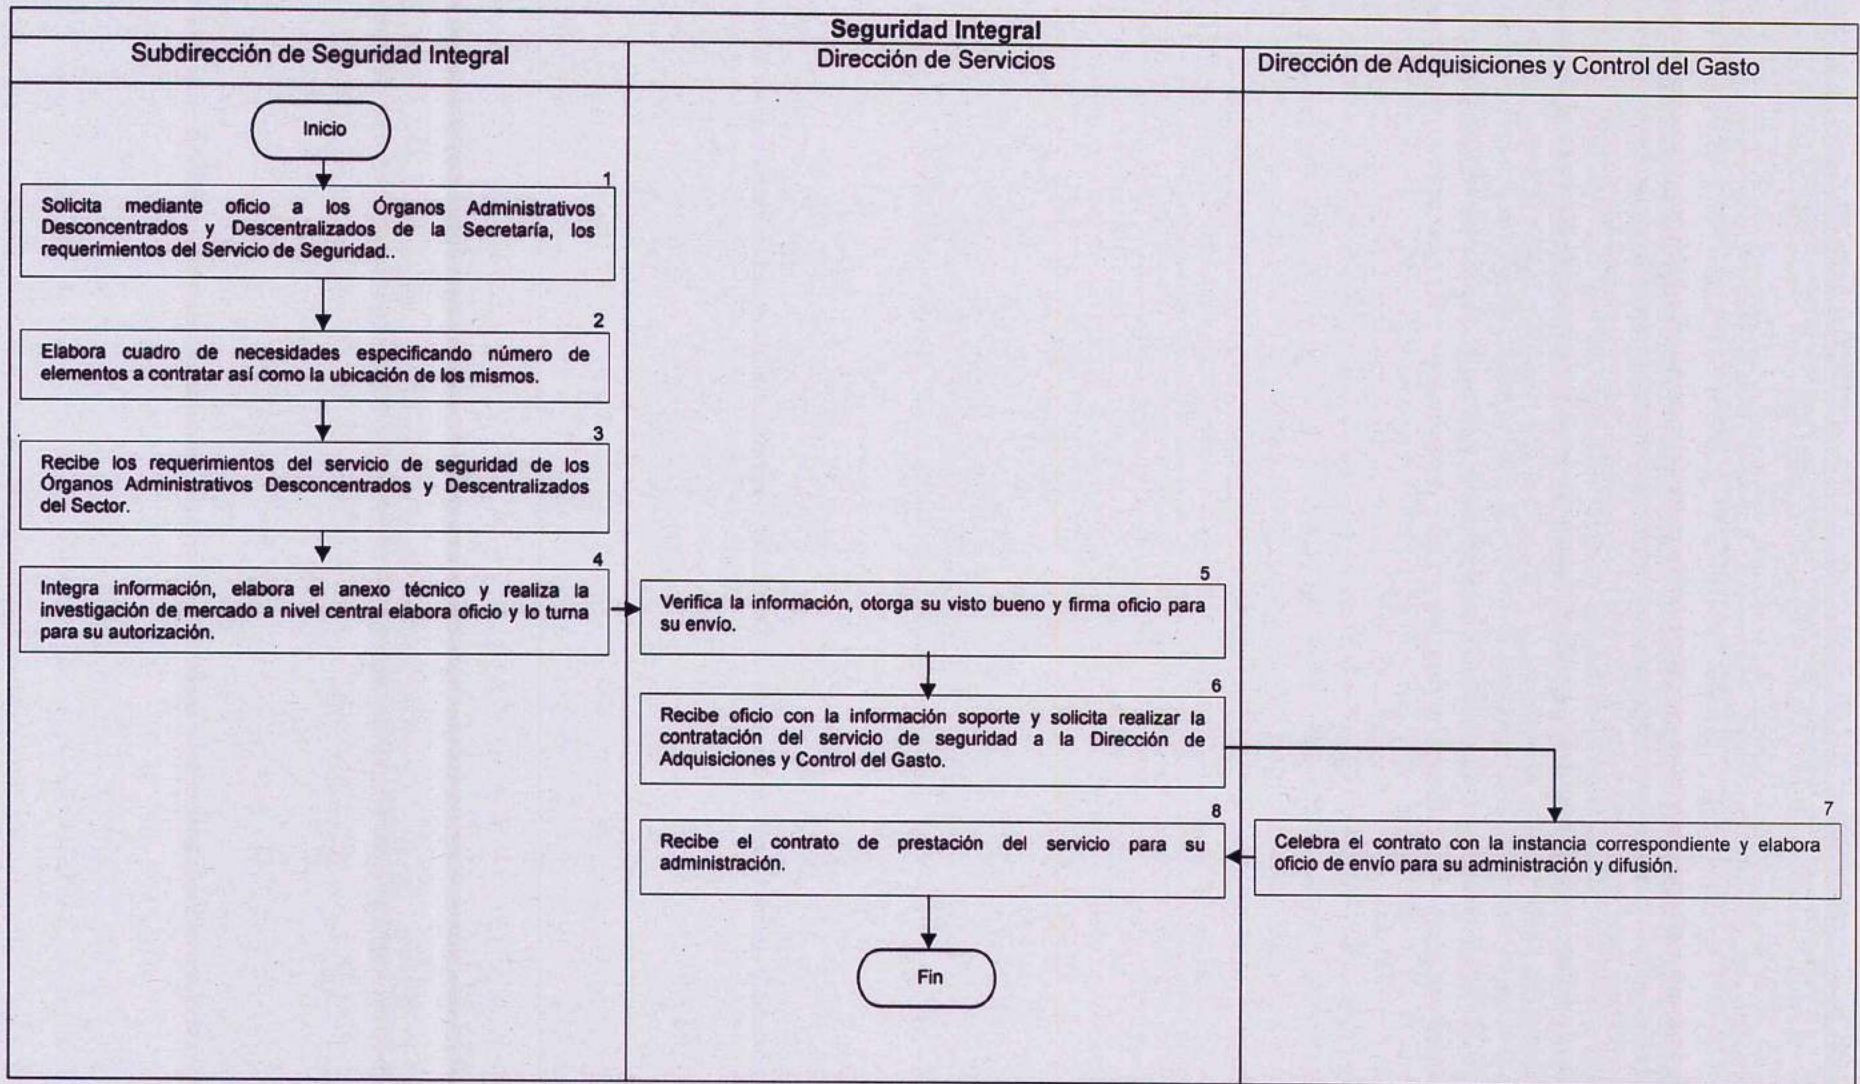 Seguridad Integral
Subdirección de Seguridad Integral
Dirección de Servicios
Dirección de Adquisiciones y Control del Gasto
Inicio
1
Solicita mediante oficio a los Órganos Administrativos
Desconcentrados y Descentralizados de la Secretaría, los
requerimientos del Servicio de Seguridad..
2
Elabora cuadro de necesidades especificando número de
elementos a contratar así como la ubicación de los mismos.
3
Recibe los requerimientos del servicio de seguridad de los
Órganos Administrativos Desconcentrados y Descentralizados
del Sector.
4
Integra información, elabora el anexo técnico y realiza la
investigación de mercado a nivel central elabora oficio y lo turna
para su autorización.
5
Verifica la información, otorga su visto bueno y firma oficio para
su envío.
6
Recibe oficio con la información soporte y solicita realizar la
contratación del servicio de seguridad a la Dirección de
Adquisiciones y Control del Gasto.
7
Celebra el contrato con la instancia correspondiente y elabora
oficio de envío para su administración y difusión.
8
Recibe el contrato de prestación del servicio para su
administración.
Fin